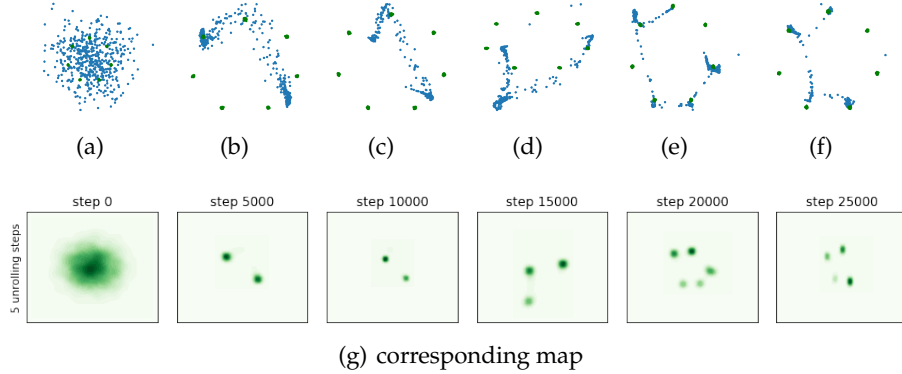 (a) (b) (c) (d) (e) (f)
step 0 step 5000 step 10000 step 15000 step 20000 step 25000
5 unrolling steps
(g) corresponding map